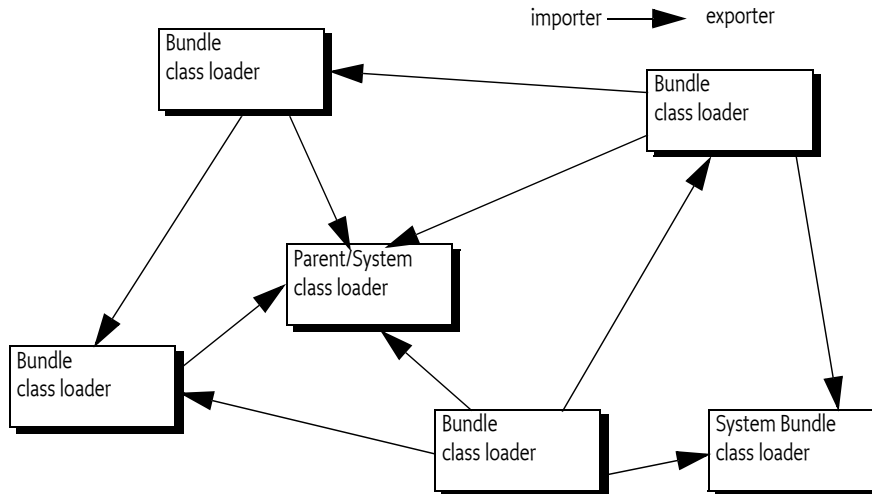 importer exporter
Bundle
class loader
Bundle
class loader
Parent/System
class loader
Bundle
class loader
Bundle
class loader
System Bundle
class loader